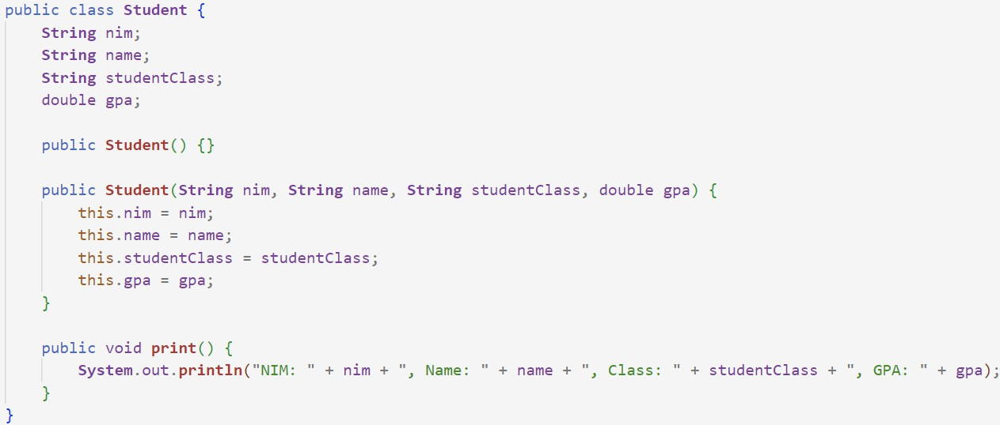 public class Student {
    String nim;
    String name;
    String studentClass;
    double gpa;

    public Student() {}

    public Student(String nim, String name, String studentClass, double gpa) {
        this.nim = nim;
        this.name = name;
        this.studentClass = studentClass;
        this.gpa = gpa;
    }

    public void print() {
        System.out.println("NIM: " + nim + ", Name: " + name + ", Class: " + studentClass + ", GPA: " + gpa);
    }
}